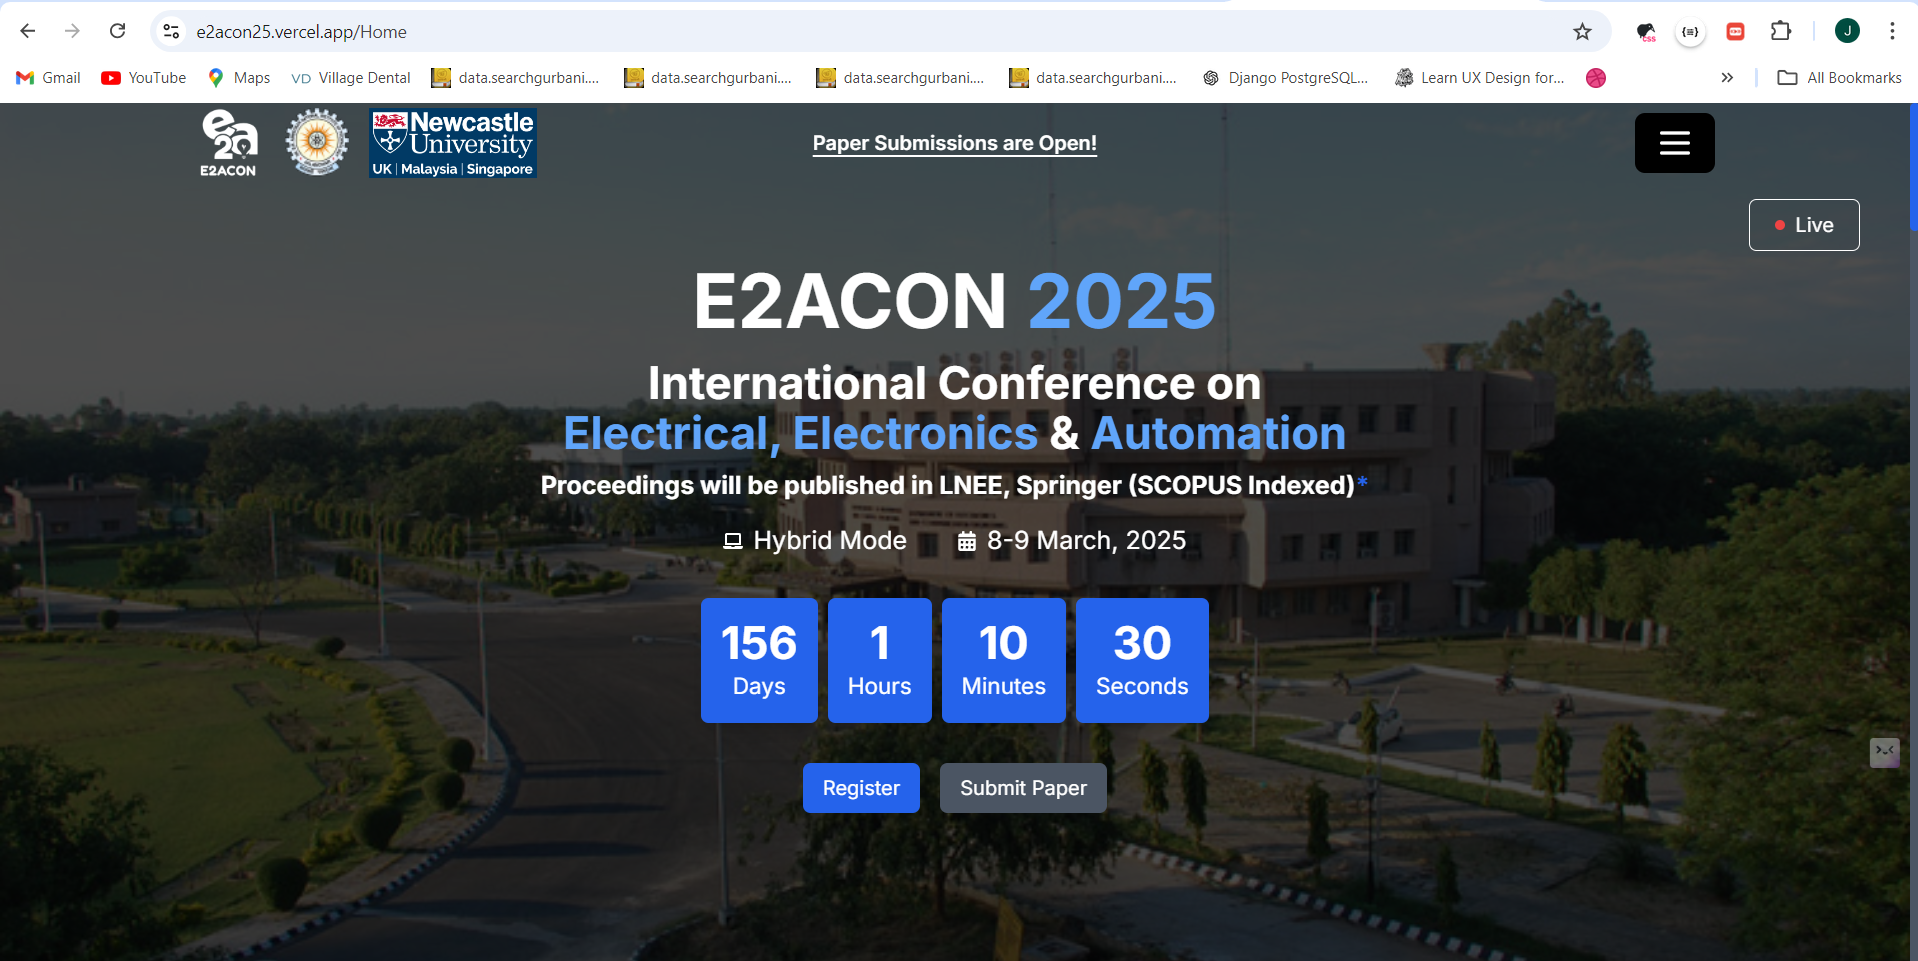 e2acon25.vercel.app/Home
J
Gmail
YouTube
Maps
VD Village Dental
data.searchgurbani....
data.searchgurbani....
data.searchgurbani....
data.searchgurbani....
Django PostgreSQL...
Learn UX Design for...
»
All Bookmarks
e2a
E2ACON
Newcastle
University
UK | Malaysia | Singapore
Paper Submissions are Open!
Live
E2ACON 2025
International Conference on
Electrical, Electronics & Automation
Proceedings will be published in LNEE, Springer (SCOPUS Indexed)*
Hybrid Mode
8-9 March, 2025
156
Days
1
Hours
10
Minutes
30
Seconds
Register
Submit Paper